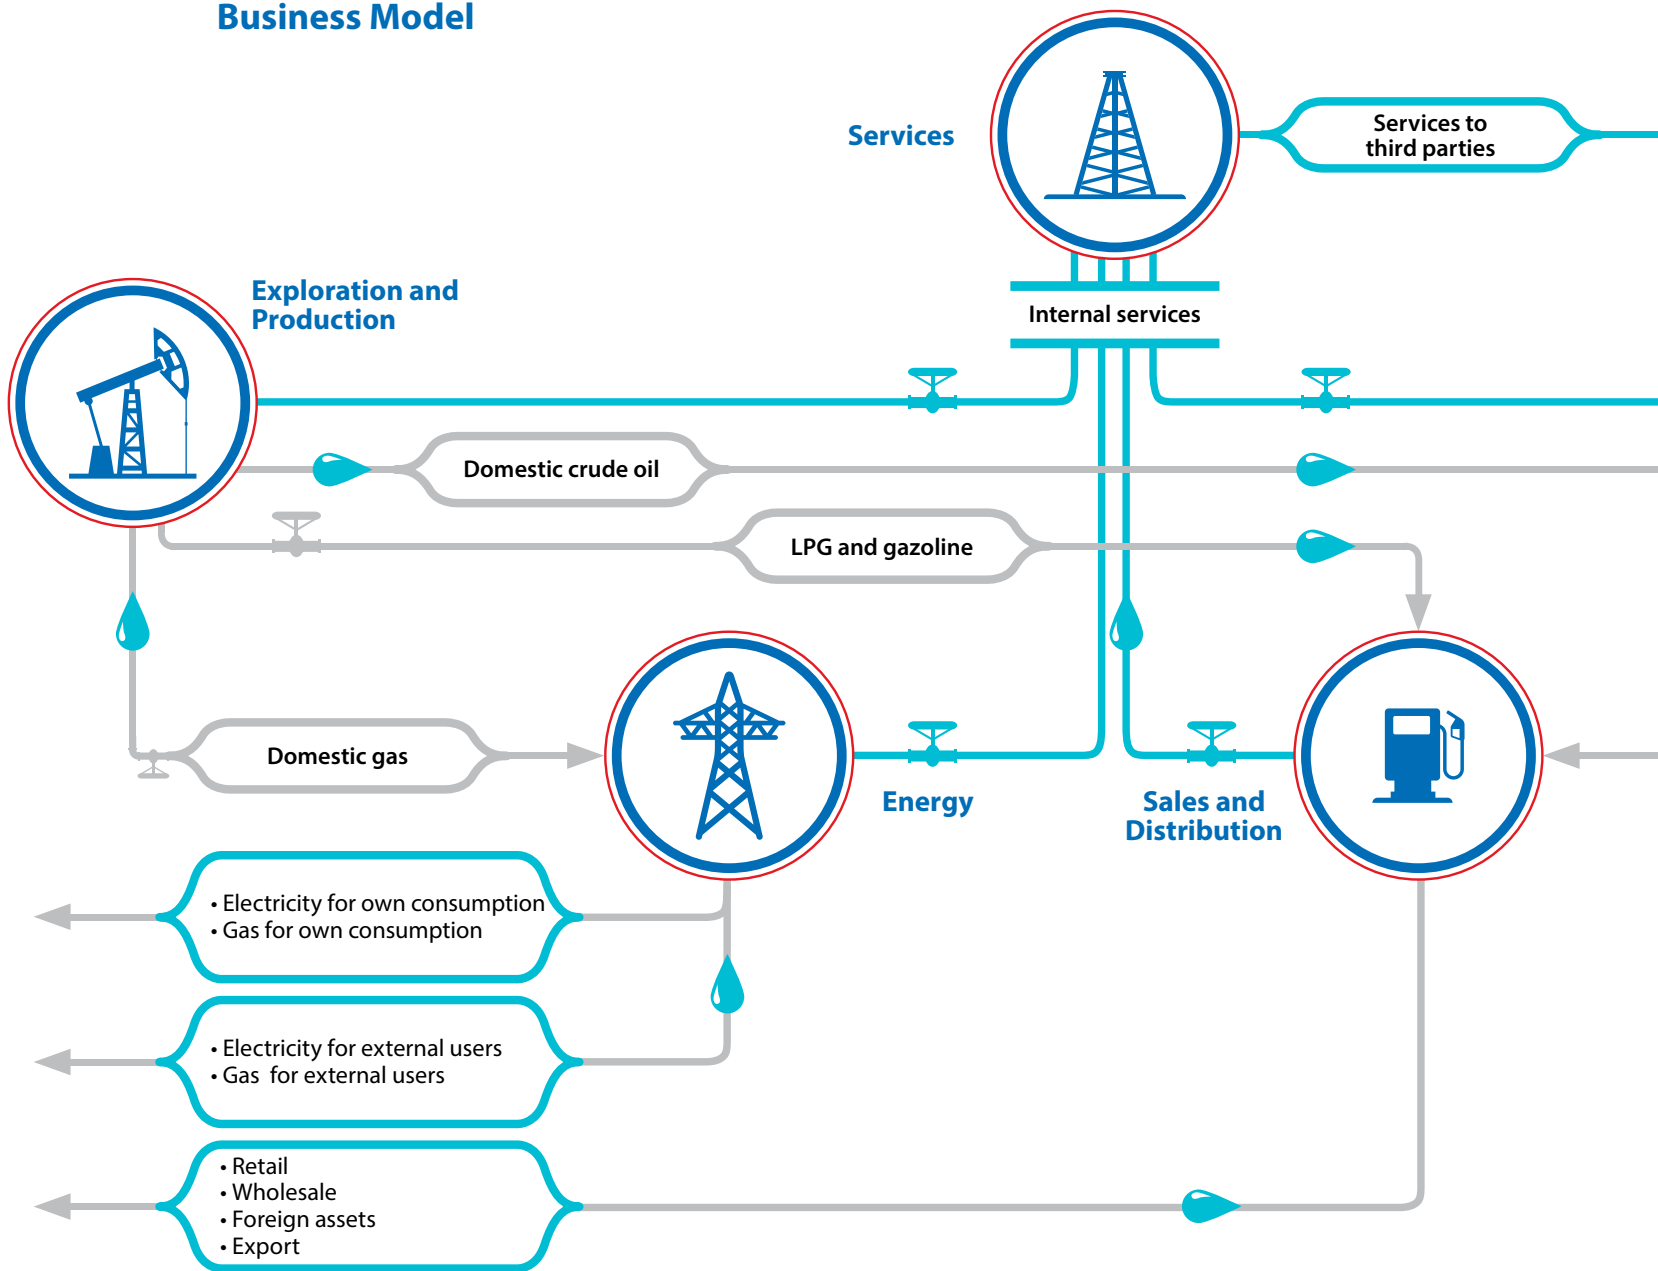 Business Model
Services
Services to
third parties
Exploration and
Production
Internal services
Domestic crude oil
LPG and gazoline
Domestic gas
Energy
Sales and
Distribution
• Electricity for own consumption
• Gas for own consumption
• Electricity for external users
• Gas  for external users
• Retail
• Wholesale
• Foreign assets
• Export